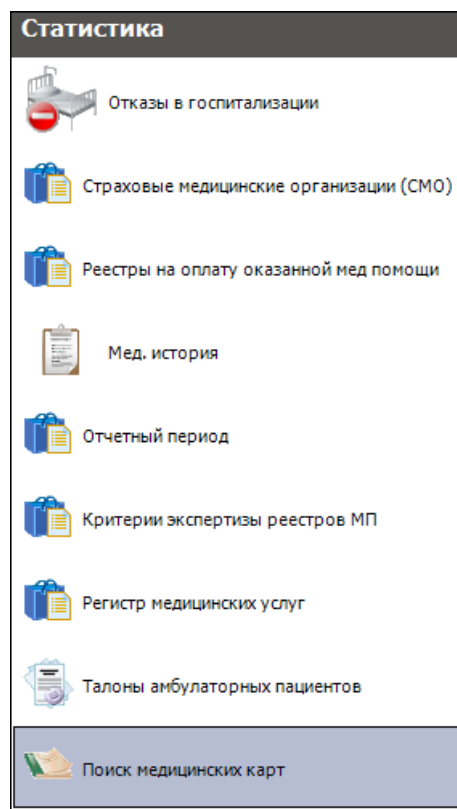 Статистика
Отказы в госпитализации
Страховые медицинские организации (СМО)
Реестры на оплату оказанной мед помощи
Мед. история
Отчетный период
Критерии экспертизы реестров МП
Регистр медицинских услуг
Талоны амбулаторных пациентов
Поиск медицинских карт